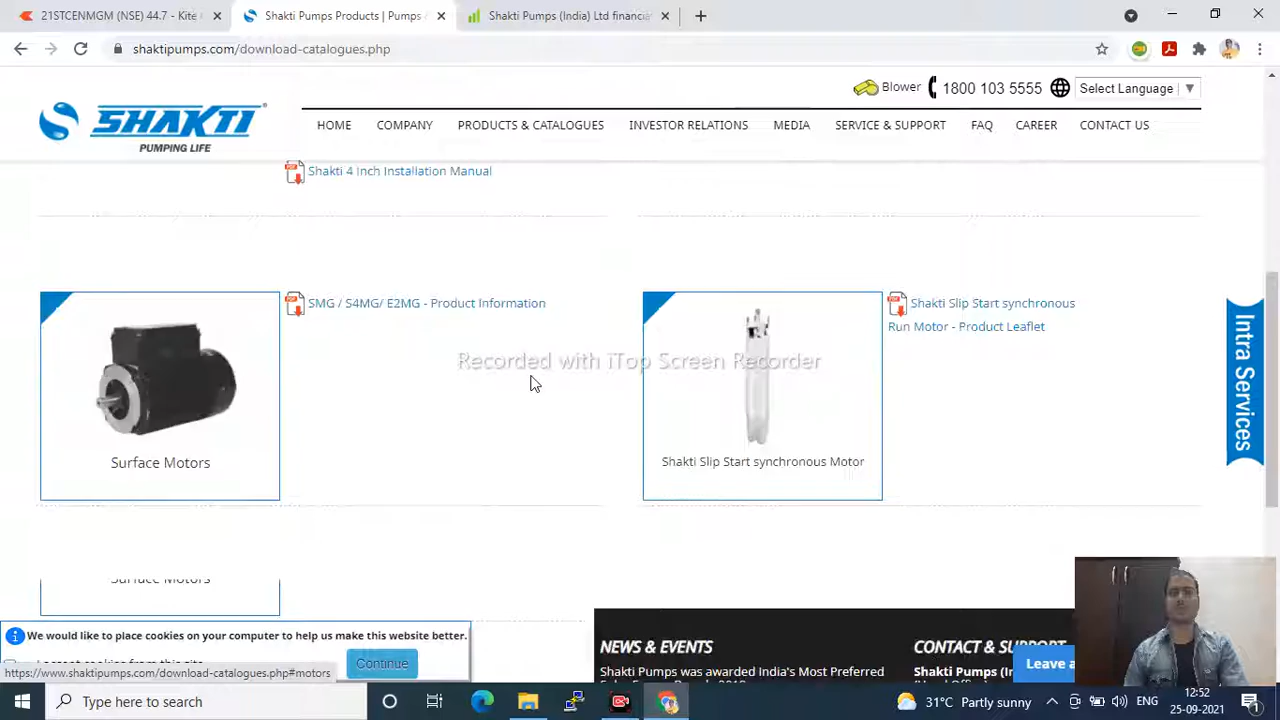 21STCENMGM (NSE) 44.7 - Kite
Shakti Pumps Products | Pumps
Shakti Pumps (India) Ltd financia
shaktipumps.com/download-catalogues.php
Blower
1800 103 5555
Select Language
SHAKTI
PUMPING LIFE
HOME
COMPANY
PRODUCTS & CATALOGUES
INVESTOR RELATIONS
MEDIA
SERVICE & SUPPORT
FAQ
CAREER
CONTACT US
Shakti 4 Inch Installation Manual
SMG / S4MG/ E2MG - Product Information
Shakti Slip Start synchronous
Run Motor - Product Leaflet
Recorded with iTop Screen Recorder
Intra Services
Surface Motors
Shakti Slip Start synchronous Motor
Surface Motors
We would like to place cookies on your computer to help us make this website better.
Continue
https://www.shaktipumps.com/download-catalogues.php#motors
NEWS & EVENTS
Shakti Pumps was awarded India's Most Preferred
CONTACT & SUPPORT
Shakti Pumps (In
Leave a
Type here to search
31°C Partly sunny
ENG
12:52
25-09-2021